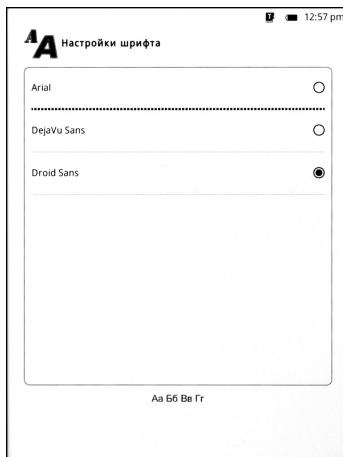 12:57 pm
Настройки шрифта
Arial
DejaVu Sans
Droid Sans
Аа Бб Вв Гг